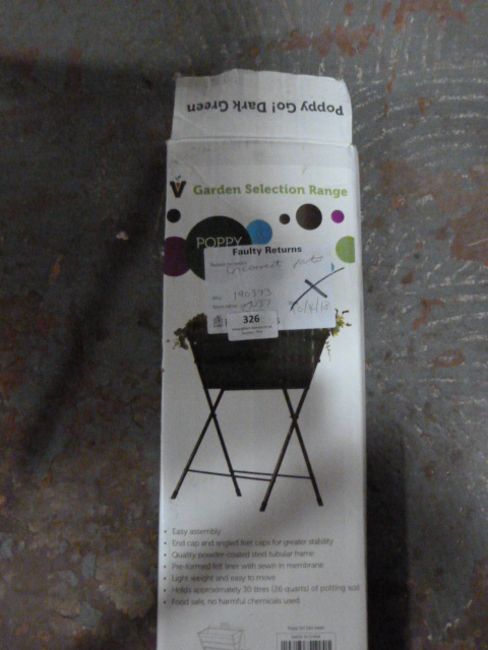 Poppy Go! Dark Green
Garden Selection Range
POPPY
Faulty Returns
190393
326
• Easy assembly
• End cap and angled feet caps for greater stability
• Quality powder-coated steel tubular frame
• Pre-formed felt liner with sewn in membrane
• Light weight and easy to move
• Holds approximately 30 litres (26 quarts) of potting soil
• Food safe, no harmful chemicals used